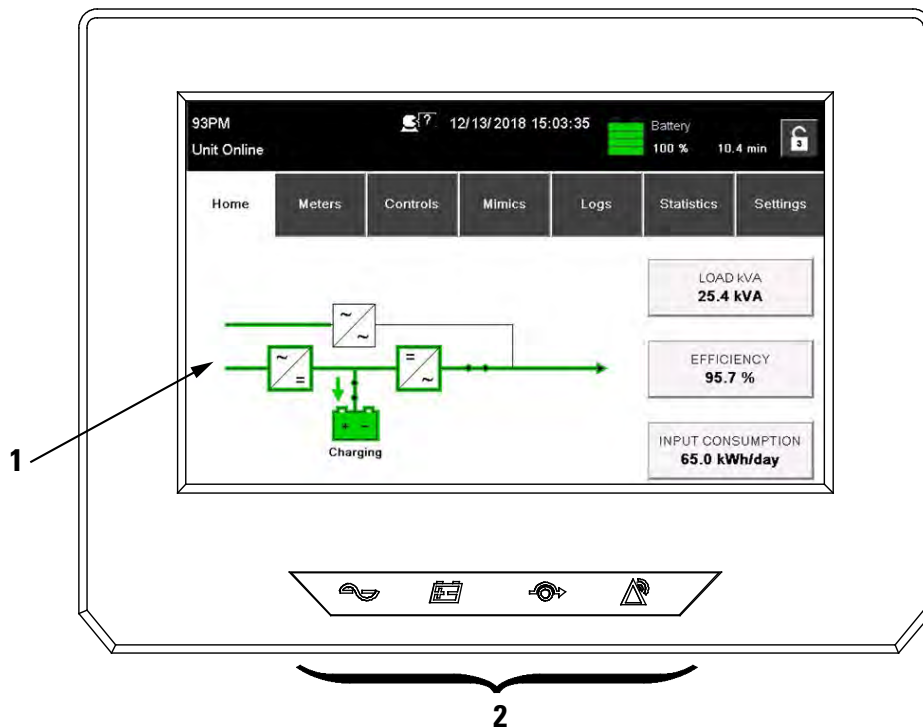 93PM
Unit Online
? 12/13/2018 15:03:35
Battery
100 % 10.4 min
3
Home Meters Controls Mimics Logs Statistics Settings
LOAD kVA
25.4 kVA
EFFICIENCY
95.7 %
INPUT CONSUMPTION
65.0 kWh/day
~
~
~
=
=
~
+ -
Charging
1
2